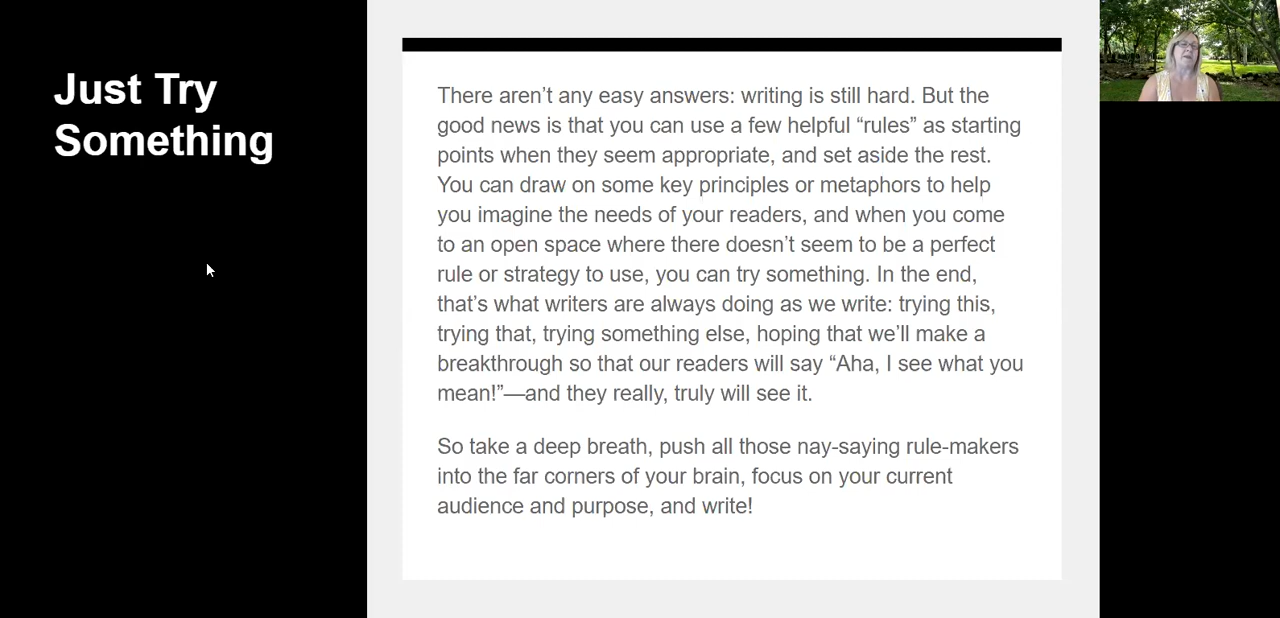 Just Try
Something
There aren’t any easy answers: writing is still hard. But the
good news is that you can use a few helpful “rules” as starting
points when they seem appropriate, and set aside the rest.
You can draw on some key principles or metaphors to help
you imagine the needs of your readers, and when you come
to an open space where there doesn’t seem to be a perfect
rule or strategy to use, you can try something. In the end,
that’s what writers are always doing as we write: trying this,
trying that, trying something else, hoping that we’ll make a
breakthrough so that our readers will say “Aha, I see what you
mean!”—and they really, truly will see it.
So take a deep breath, push all those nay-saying rule-makers
into the far corners of your brain, focus on your current
audience and purpose, and write!